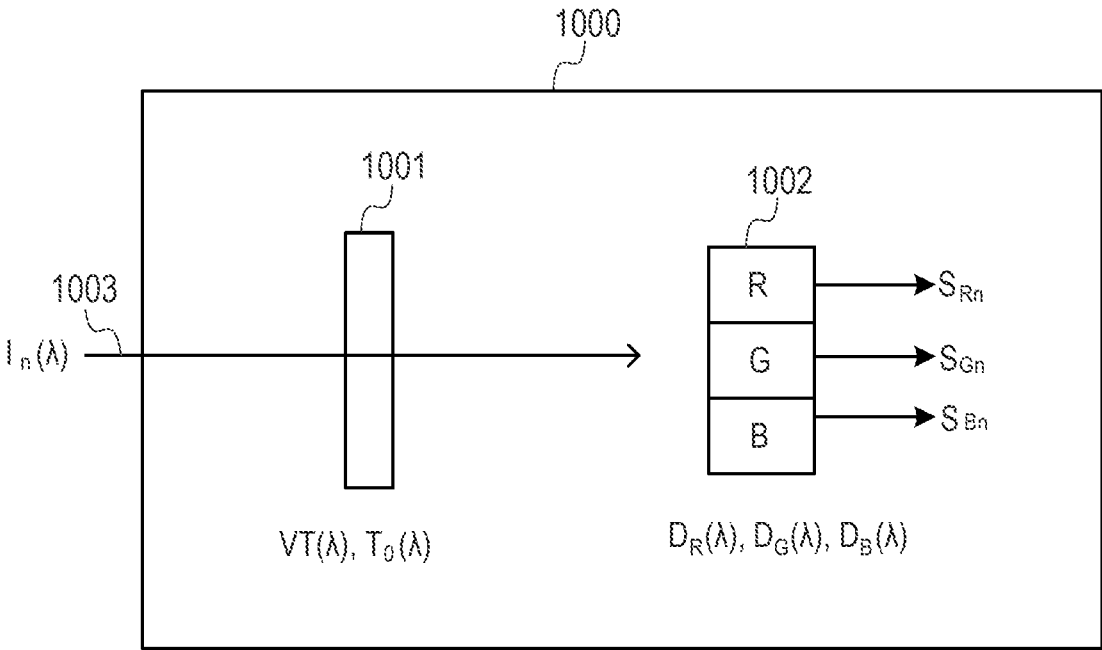 1000
1001
1002
1003
I n(λ)
R
G
B
S Rn
S Gn
S Bn
VT(λ), T0(λ)
DR(λ), DG(λ), DB(λ)